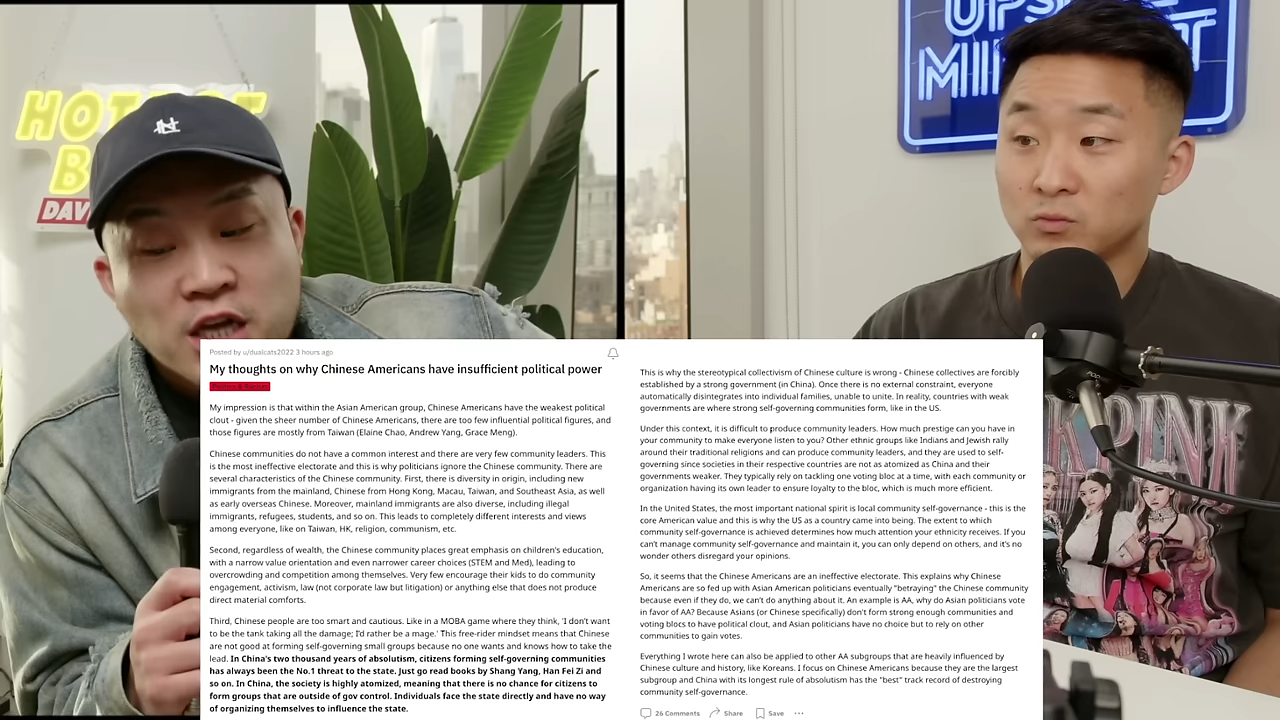 HOT
B
DAV
UPS
MI T
PINK
Posted by u/dualcats2022 3 hours ago
My thoughts on why Chinese Americans have insufficient political power
My impression is that within the Asian American group, Chinese Americans have the weakest political
clout - given the sheer number of Chinese Americans, there are too few influential political figures, and
those figures are mostly from Taiwan (Elaine Chao, Andrew Yang, Grace Meng).
Chinese communities do not have a common interest and there are very few community leaders. This
is the most ineffective electorate and this is why politicians ignore the Chinese community. There are
several characteristics of the Chinese community. First, there is diversity in origin, including new
immigrants from the mainland, Chinese from Hong Kong, Macau, Taiwan, and Southeast Asia, as well
as early overseas Chinese. Moreover, mainland immigrants are also diverse, including illegal
immigrants, refugees, students, and so on. This leads to completely different interests and views
among everyone, like on Taiwan, HK, religion, communism, etc.
Second, regardless of wealth, the Chinese community places great emphasis on children's education,
with a narrow value orientation and even narrower career choices (STEM and Med), leading to
overcrowding and competition among themselves. Very few encourage their kids to do community
engagement, activism, law (not corporate law but litigation) or anything else that does not produce
direct material comforts.
Third, Chinese people are too smart and cautious. Like in a MOBA game where they think, 'I don't want
to be the tank taking all the damage; I'd rather be a mage.' This free-rider mindset means that Chinese
are not good at forming self-governing small groups because no one wants and knows how to take the
lead. In China's two thousand years of absolutism, citizens forming self-governing communities
has always been the No.1 threat to the state. Just go read books by Shang Yang, Han Fei Zi and
so on. In China, the society is highly atomized, meaning that there is no chance for citizens to
form groups that are outside of gov control. Individuals face the state directly and have no way
of organizing themselves to influence the state.
This is why the stereotypical collectivism of Chinese culture is wrong - Chinese collectives are forcibly
established by a strong government (in China). Once there is no external constraint, everyone
automatically disintegrates into individual families, unable to unite. In reality, countries with weak
governments are where strong self-governing communities form, like in the US.
Under this context, it is difficult to produce community leaders. How much prestige can you have in
your community to make everyone listen to you? Other ethnic groups like Indians and Jewish rally
around their traditional religions and can produce community leaders, and they are used to self-
governing since societies in their respective countries are not as atomized as China and their
governments weaker. They typically rely on tackling one voting bloc at a time, with each community or
organization having its own leader to ensure loyalty to the bloc, which is much more efficient.
In the United States, the most important national spirit is local community self-governance - this is the
core American value and this is why the US as a country came into being. The extent to which
community self-governance is achieved determines how much attention your ethnicity receives. If you
can't manage community self-governance and maintain it, you can only depend on others, and it's no
wonder others disregard your opinions.
So, it seems that the Chinese Americans are an ineffective electorate. This explains why Chinese
Americans are so fed up with Asian American politicians eventually "betraying" the Chinese community
because even if they do, we can't do anything about it. An example is AA, why do Asian politicians vote
in favor of AA? Because Asians (or Chinese specifically) don't form strong enough communities and
voting blocs to have political clout, and Asian politicians have no choice but to rely on other
communities to gain votes.
Everything I wrote here can also be applied to other AA subgroups that are heavily influenced by
Chinese culture and history, like Koreans. I focus on Chinese Americans because they are the largest
subgroup and China with its longest rule of absolutism has the "best" track record of destroying
community self-governance.
26 Comments Share Save